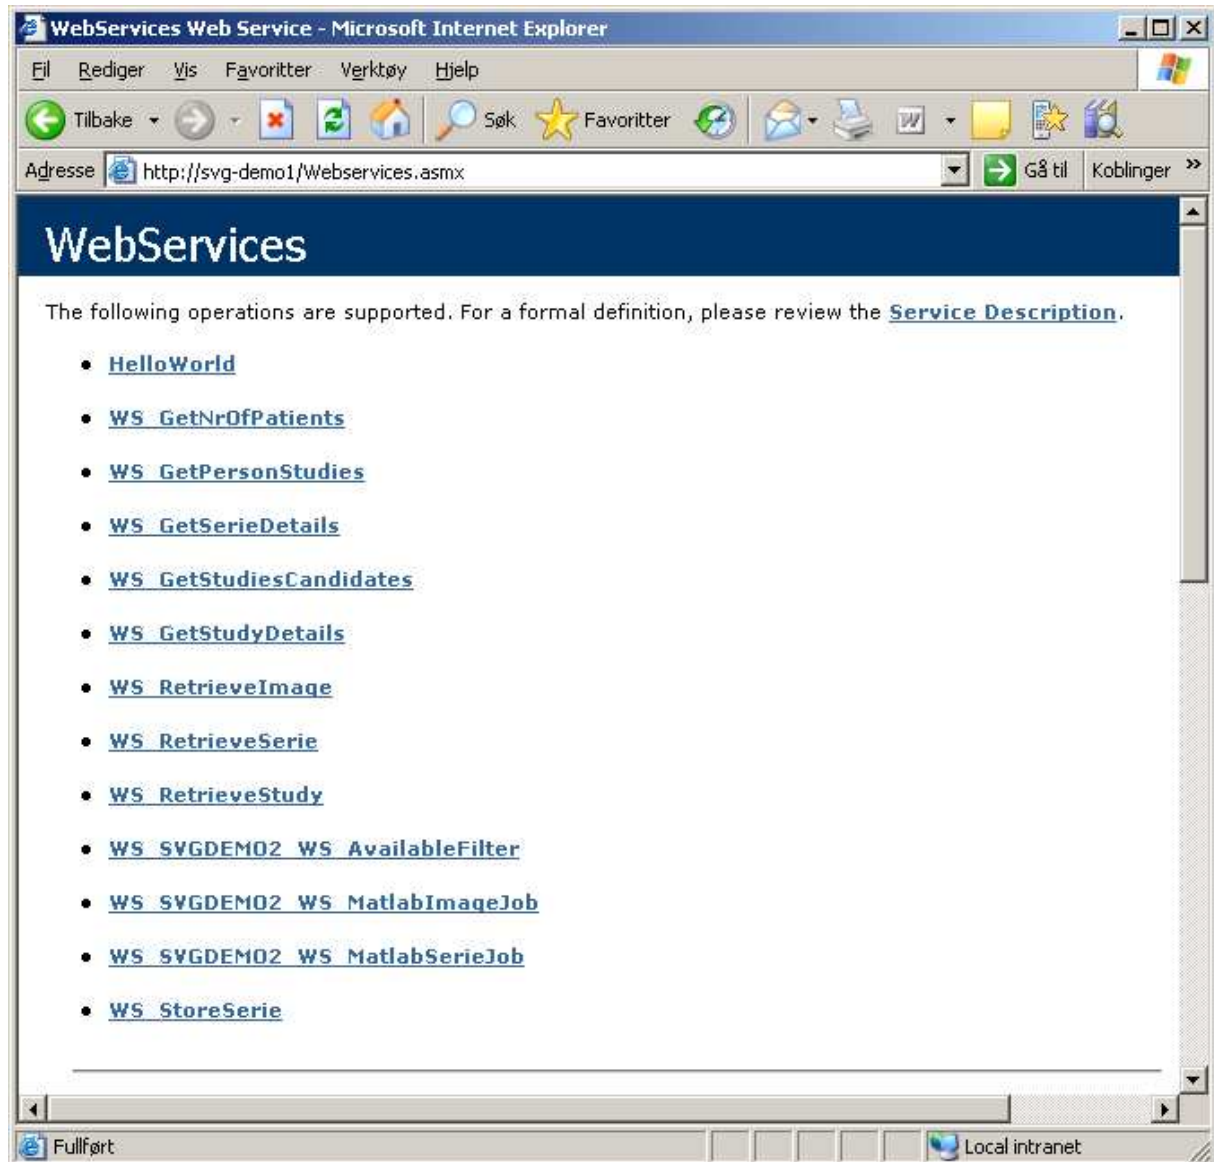 WebServices Web Service - Microsoft Internet Explorer
Fil Rediger Vis Favoritter Verktøy Hjelp
Tilbake Søk Favoritter
Adresse http://svg-demo1/Webservices.asmx Gå til Koblinger »
WebServices
The following operations are supported. For a formal definition, please review the Service Description.
• HelloWorld
• WS_GetNrOfPatients
• WS_GetPersonStudies
• WS_GetSerieDetails
• WS_GetStudiesCandidates
• WS_GetStudyDetails
• WS_RetrieveImage
• WS_RetrieveSerie
• WS_RetrieveStudy
• WS_SVGDEMO2_WS_AvailableFilter
• WS_SVGDEMO2_WS_MatlabImageJob
• WS_SVGDEMO2_WS_MatlabSerieJob
• WS_StoreSerie
Fullført Local intranet